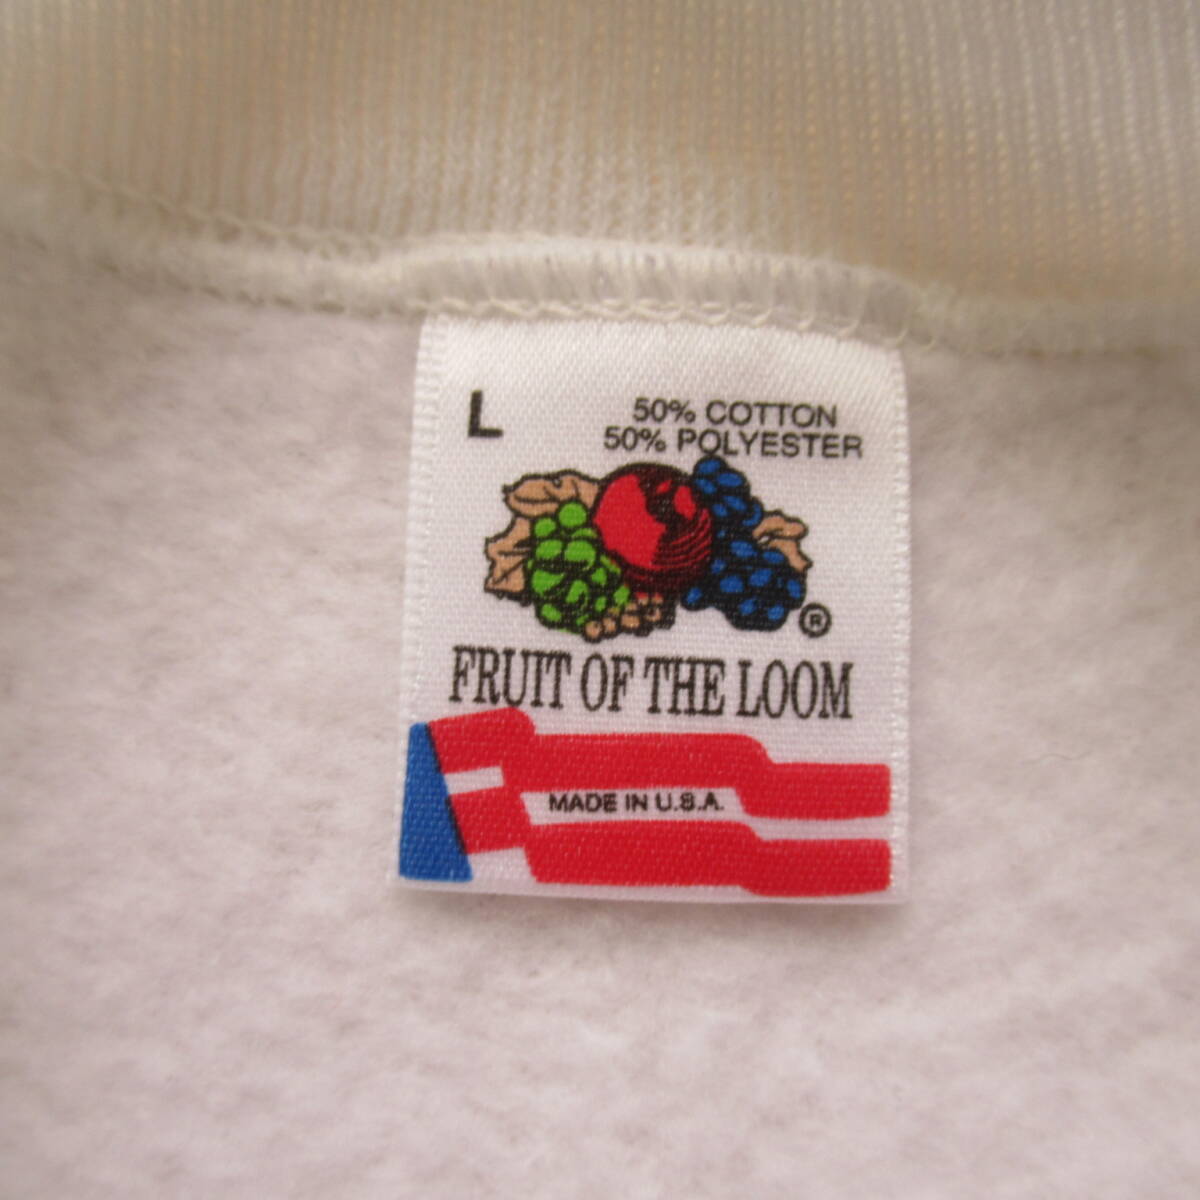 L
50% COTTON
50% POLYESTER
®
FRUIT OF THE LOOM
MADE IN U.S.A.